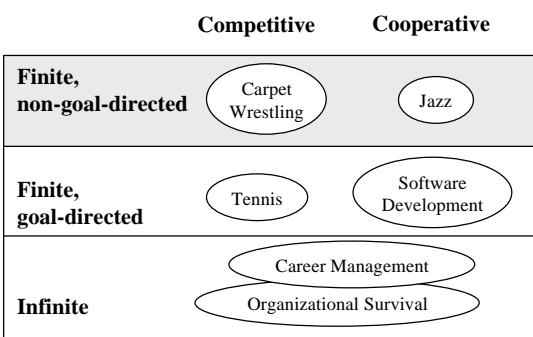 Competitive Cooperative
Finite,
non-goal-directed
Carpet
Wrestling
Jazz
Finite,
goal-directed
Tennis
Software
Development
Career Management
Infinite
Organizational Survival